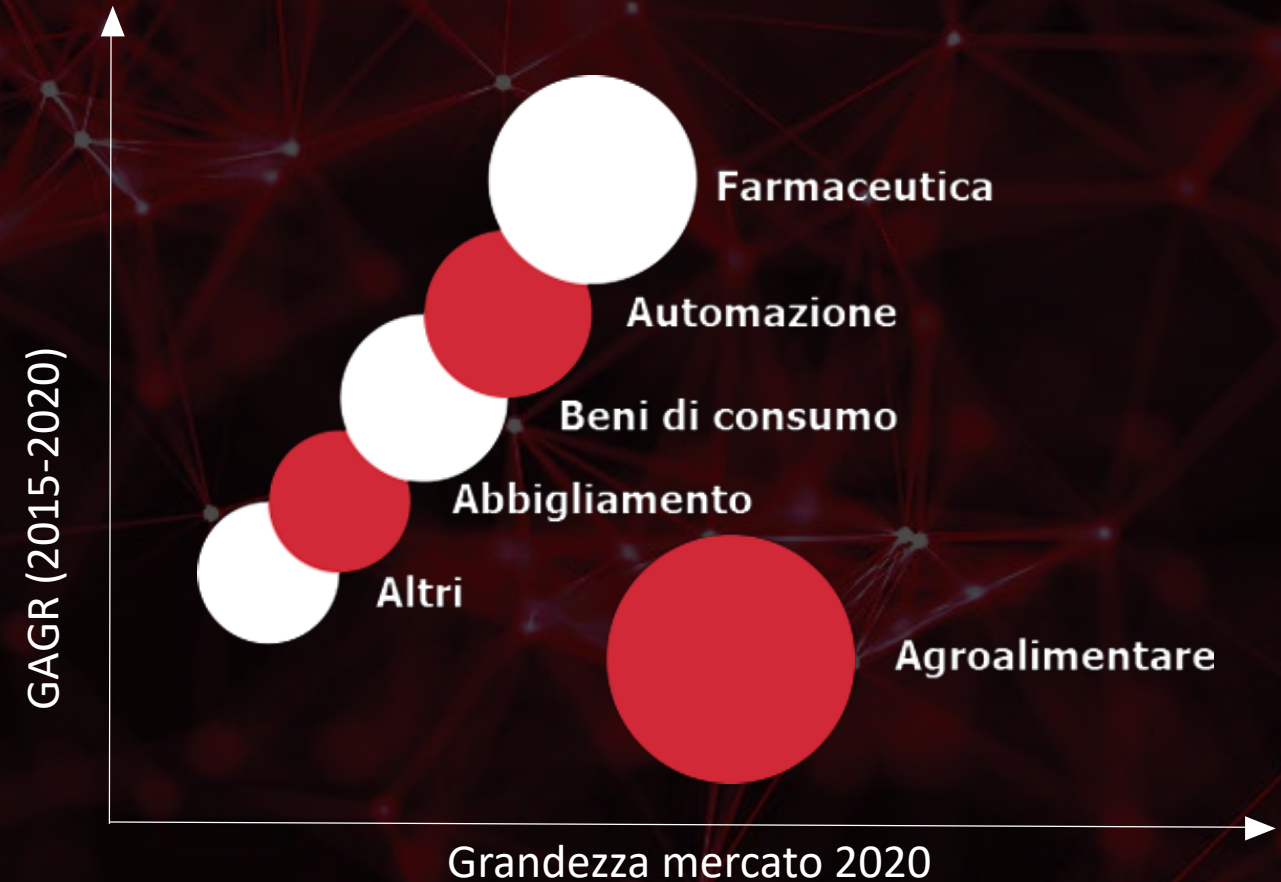 Farmaceutica
Automazione
Beni di consumo
Abbigliamento
Altri
Agroalimentare
GAGR (2015-2020)
Grandezza mercato 2020